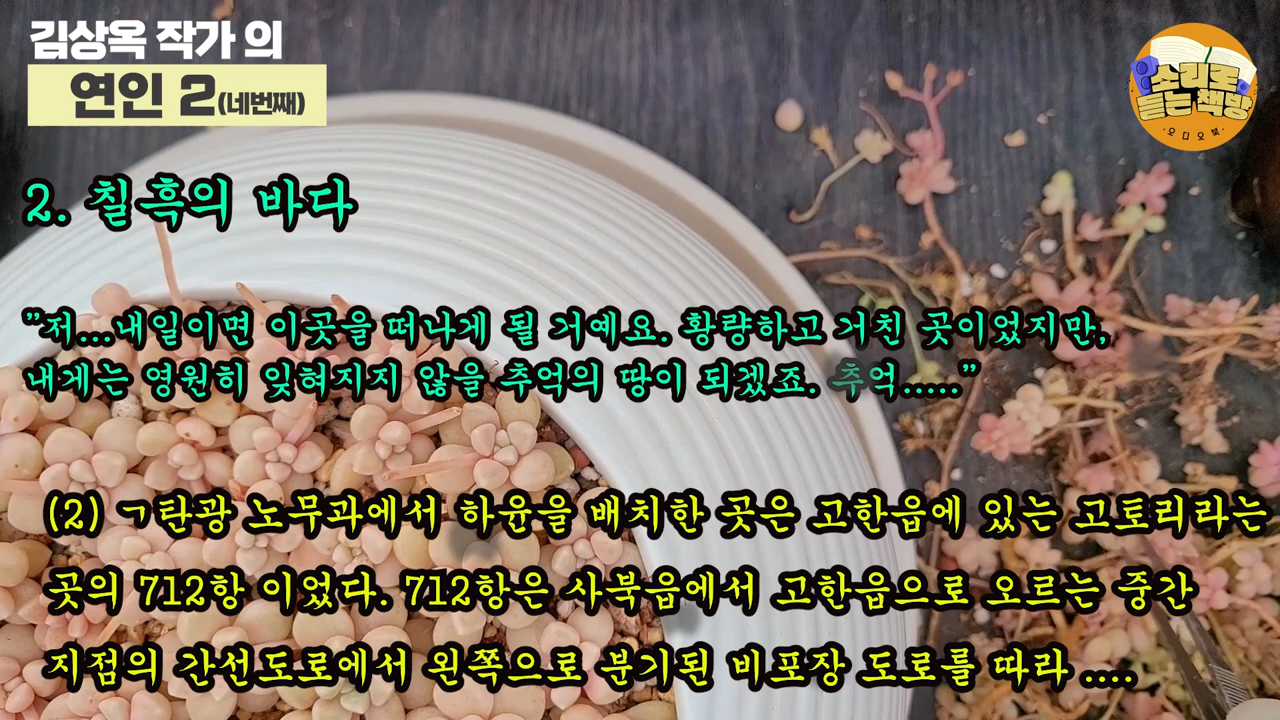 김상옥 작가 의
연인 2(네번째)
소리로
듣는 책방
·오디오북·
2. 칠흑의 바다
"저...내일이면 이곳을 떠나게 될 거예요. 황량하고 거친 곳이었지만,
내게는 영원히 잊혀지지 않을 추억의 땅이 되겠죠. 추억....."
(2) ㄱ탄광 노무과에서 하윤을 배치한 곳은 고한읍에 있는 고토리라는
곳의 712항 이었다. 712항은 사북읍에서 고한읍으로 오르는 중간
지점의 간선도로에서 왼쪽으로 분기된 비포장 도로를 따라 ....